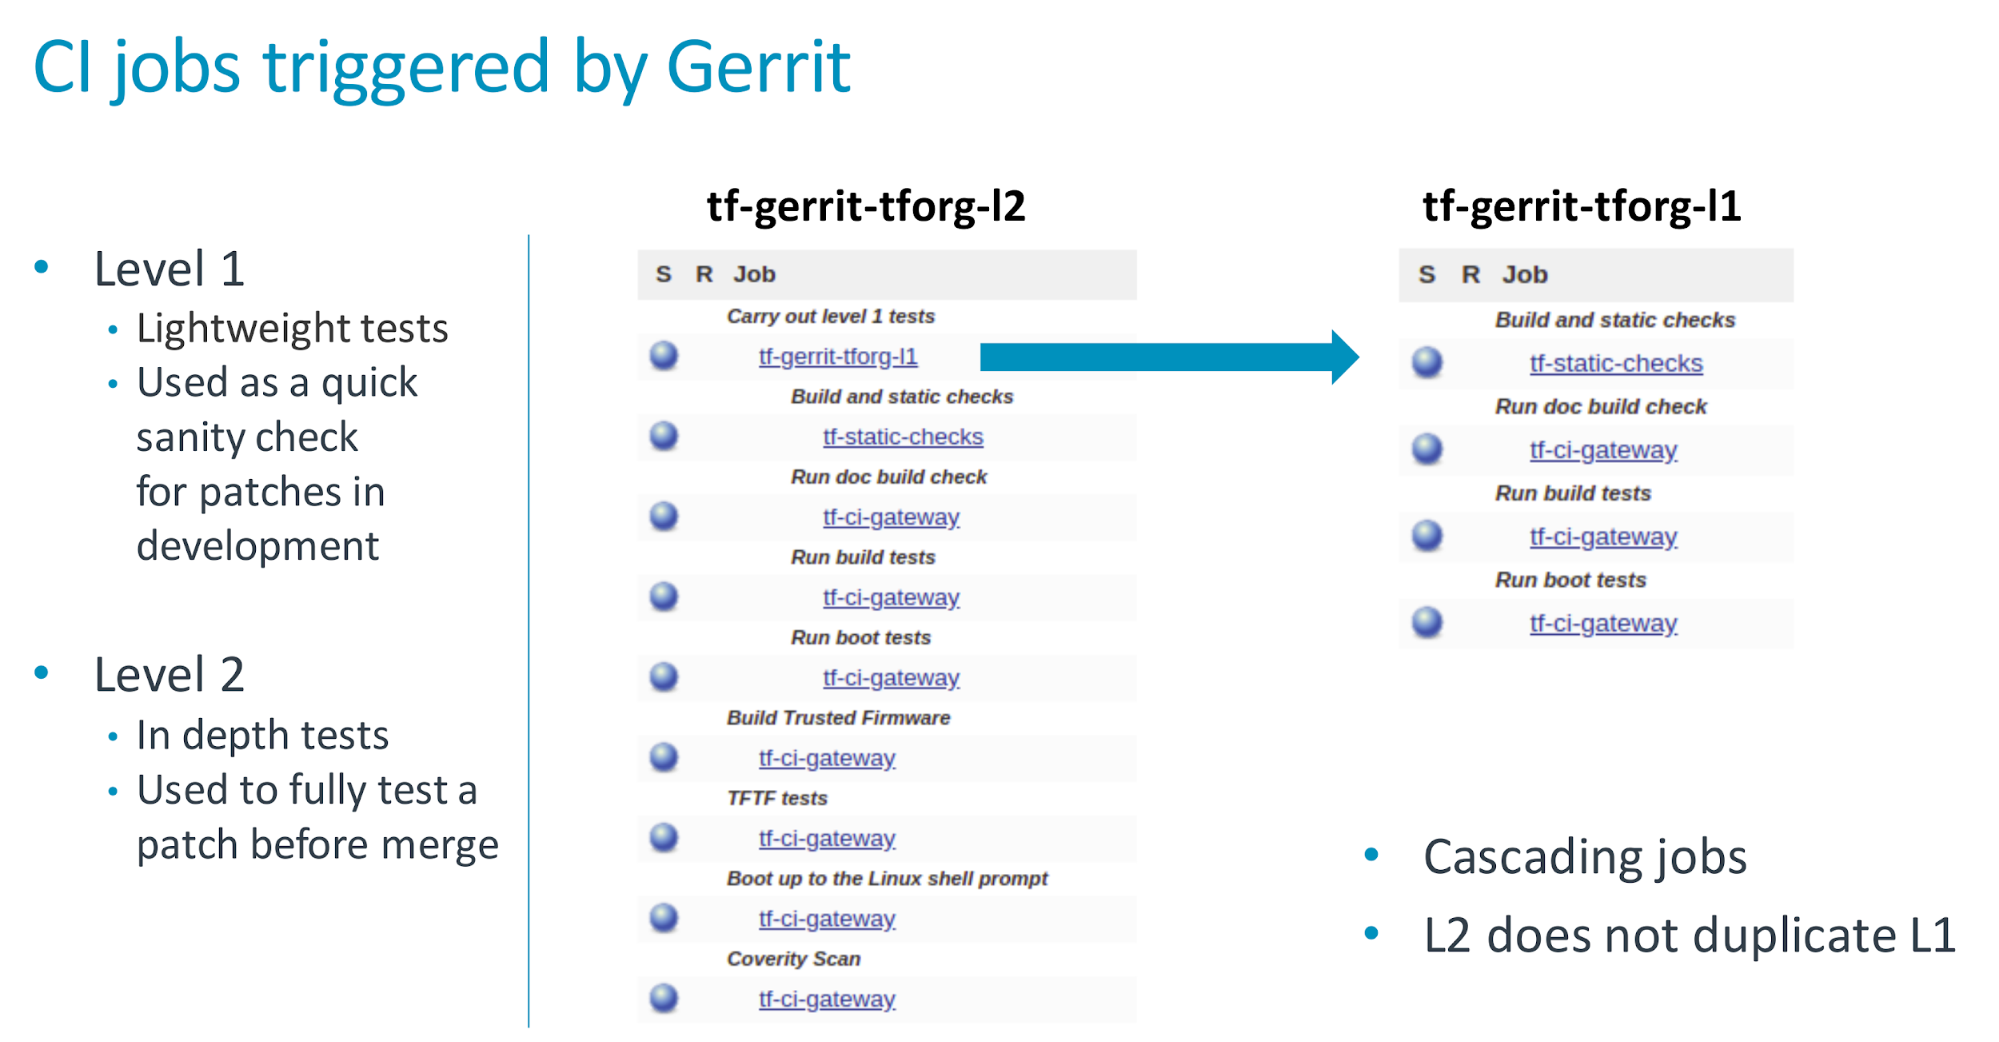 CI jobs triggered by Gerrit
• Level 1
• Lightweight tests
• Used as a quick
sanity check
for patches in
development
• Level 2
• In depth tests
• Used to fully test a
patch before merge
tf-gerrit-tforg-l2
S R Job
Carry out level 1 tests
tf-gerrit-tforg-l1
Build and static checks
tf-static-checks
Run doc build check
tf-ci-gateway
Run build tests
tf-ci-gateway
Run boot tests
tf-ci-gateway
Build Trusted Firmware
tf-ci-gateway
TFTF tests
tf-ci-gateway
Boot up to the Linux shell prompt
tf-ci-gateway
Coverity Scan
tf-ci-gateway
tf-gerrit-tforg-l1
S R Job
Build and static checks
tf-static-checks
Run doc build check
tf-ci-gateway
Run build tests
tf-ci-gateway
Run boot tests
tf-ci-gateway
• Cascading jobs
• L2 does not duplicate L1